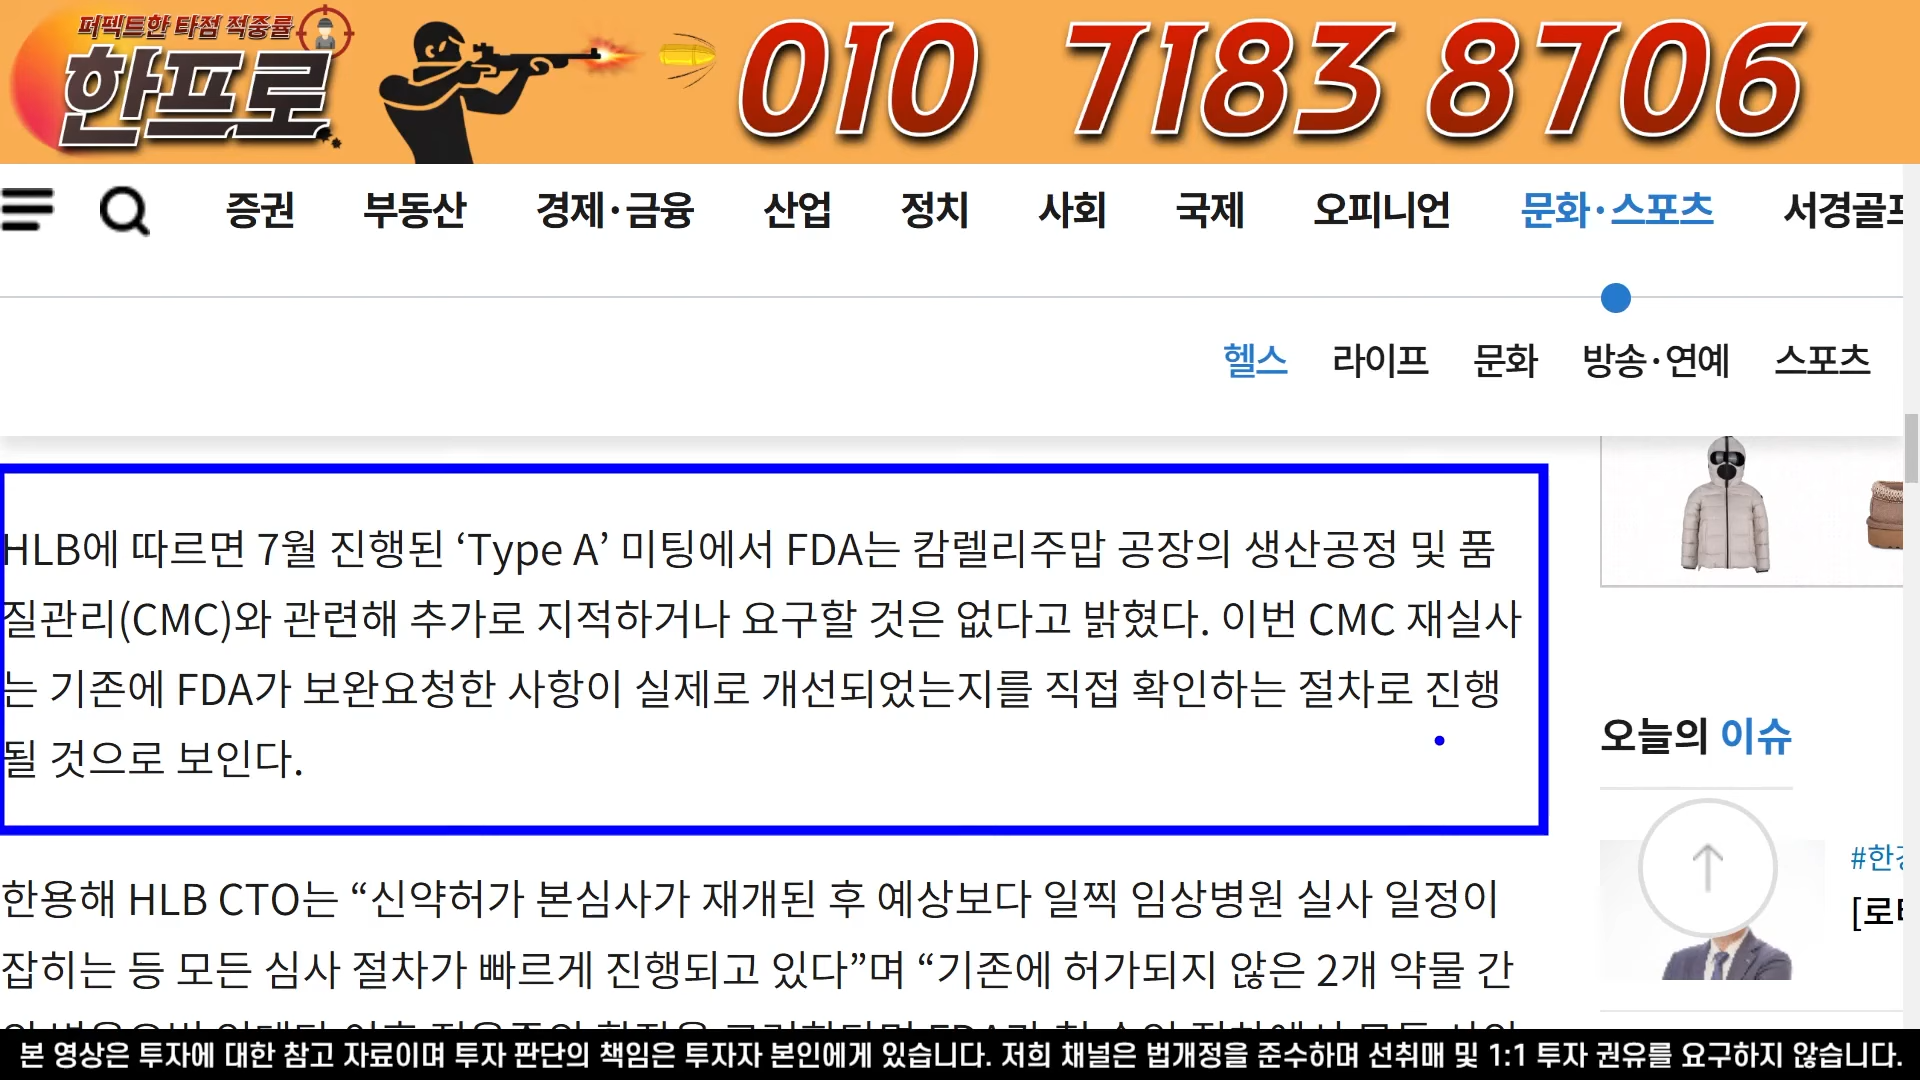 퍼펙트한 타점 적중률
한프로
010 7183 8706
증권 부동산 경제·금융 산업 정치 사회 국제 오피니언 문화·스포츠 서경골프
헬스 라이프 문화 방송·연예 스포츠
HLB에 따르면 7월 진행된 ‘Type A’ 미팅에서 FDA는 캄렐리주맙 공장의 생산공정 및 품
질관리(CMC)와 관련해 추가로 지적하거나 요구할 것은 없다고 밝혔다. 이번 CMC 재실사
는 기존에 FDA가 보완요청한 사항이 실제로 개선되었는지를 직접 확인하는 절차로 진행
될 것으로 보인다.
오늘의 이슈
#한
[로
한용해 HLB CTO는 “신약허가 본심사가 재개된 후 예상보다 일찍 임상병원 실사 일정이
잡히는 등 모든 심사 절차가 빠르게 진행되고 있다”며 “기존에 허가되지 않은 2개 약물 간
본 영상은 투자에 대한 참고 자료이며 투자 판단의 책임은 투자자 본인에게 있습니다. 저희 채널은 법개정을 준수하며 선취매 및 1:1 투자 권유를 요구하지 않습니다.